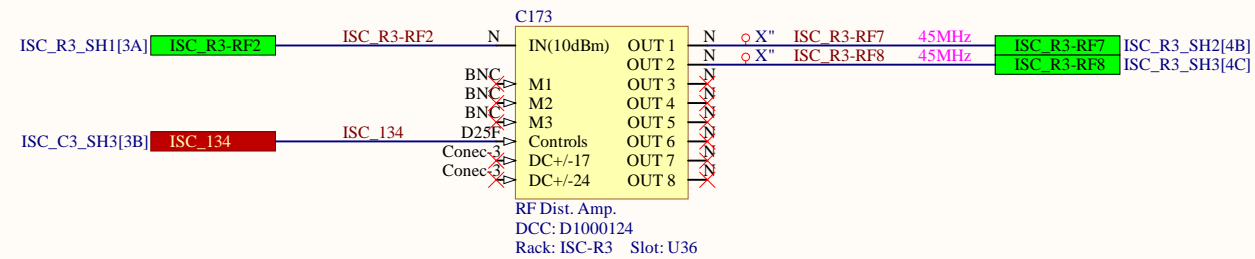 C173
ISC_R3_SH1[3A] ISC_R3-RF2 ISC_R3-RF2 N IN(10dBm) OUT 1 N X" ISC_R3-RF7 45MHz ISC_R3-RF7 ISC_R3_SH2[4B]
OUT 2 N X" ISC_R3-RF8 45MHz ISC_R3-RF8 ISC_R3_SH3[4C]
BNC M1 OUT 3 N
BNC M2 OUT 4 N
BNC M3 OUT 5 N
ISC_C3_SH3[3B] ISC_134 ISC_134 D25F Controls OUT 6 N
Conec-3 DC+/-17 OUT 7 N
Conec-3 DC+/-24 OUT 8 N
RF Dist. Amp.
DCC: D1000124
Rack: ISC-R3 Slot: U36